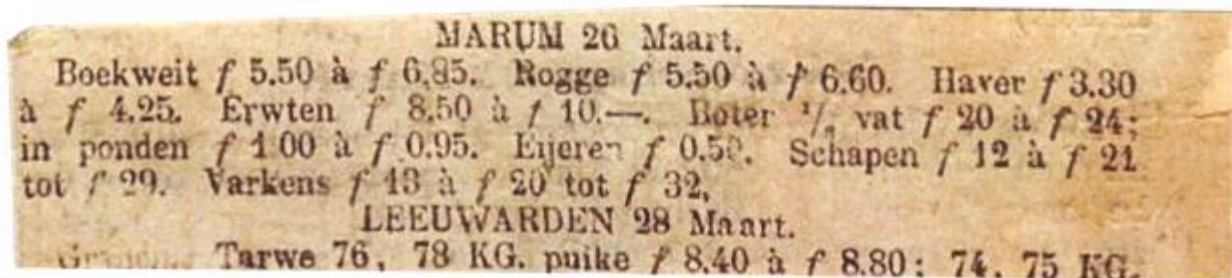 MARUM 26 Maart.
Boekweit f 5.50 à f 6.85. Rogge f 5.50 à f 6.60. Haver f 3.30
à f 4.25. Erwten f 8.50 à f 10.—. Boter vat f 20 à f 24;
in ponden f 1 00 à f 0.95. Eijeren f 0.50. Schapen f 12 à f 21
tot f 29. Varkens f 13 à f 20 tot f 32,
LEEUWARDEN 28 Maart.
Tarwe 76, 78 KG. puike f 8.40 à f 8.80; 74, 75 KG.